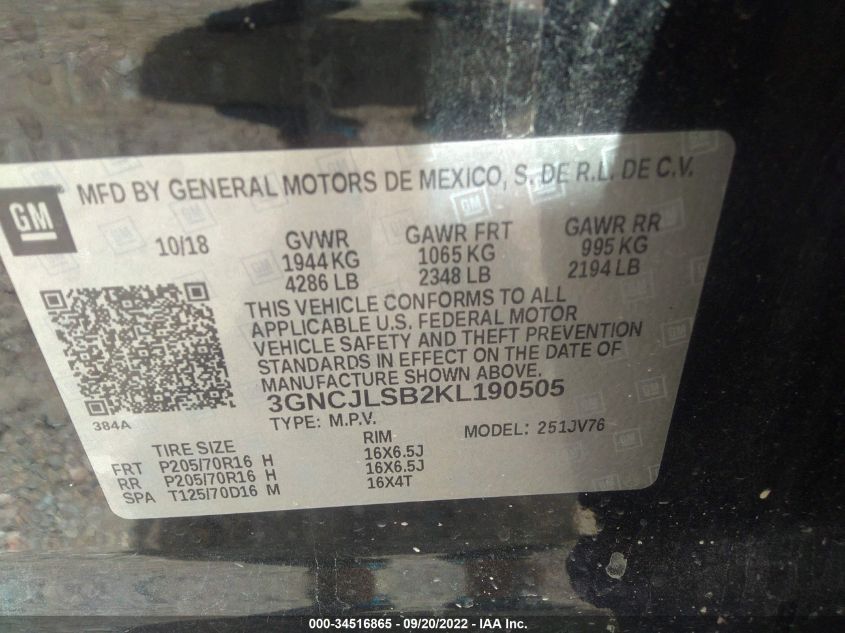 MFD BY GENERAL MOTORS DE MEXICO, S. DE R.L. DE C.V.
GM
10/18
GVWR
1944 KG
4286 LB
GAWR FRT
1065 KG
2348 LB
GAWR RR
995 KG
2194 LB
THIS VEHICLE CONFORMS TO ALL
APPLICABLE U.S. FEDERAL MOTOR
VEHICLE SAFETY AND THEFT PREVENTION
STANDARDS IN EFFECT ON THE DATE OF
MANUFACTURE SHOWN ABOVE.
3GNCJLSB2KL190505
384A
TYPE: M.P.V.
MODEL: 251JV76
TIRE SIZE RIM
FRT P205/70R16 H 16X6.5J
RR P205/70R16 H 16X6.5J
SPA T125/70D16 M 16X4T
000-34516865 - 09/20/2022 - IAA Inc.